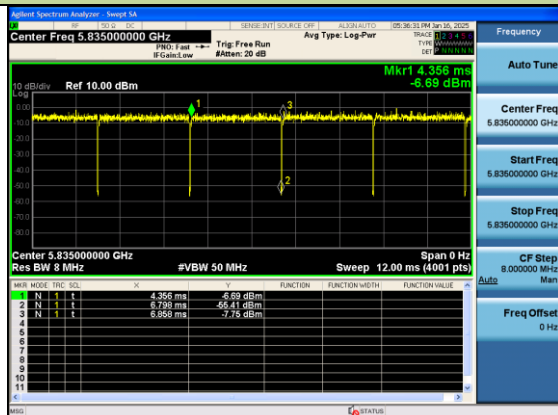 Agilent Spectrum Analyzer - Swept SA
RF 50 Ω DC SENSE:INT SOURCE OFF ALIGN AUTO 05:36:31 PM Jan 16, 2025
Center Freq 5.835000000 GHz
Avg Type: Log-Pwr
TRACE 1 2 3 4 5 6
PNO: Fast Trig: Free Run
TYPE WWWWWW
IFGain:Low #Atten: 20 dB
DET P N N N N N
Mkr1 4.356 ms
-6.69 dBm
10 dB/div Ref 10.00 dBm
Log
0.00
-10.0
-20.0
-30.0
-40.0
-50.0
-60.0
-70.0
-80.0
1
3
2
Center 5.835000000 GHz Span 0 Hz
Res BW 8 MHz #VBW 50 MHz Sweep 12.00 ms (4001 pts)
MKR MODE TRC SCL X Y FUNCTION FUNCTION WIDTH FUNCTION VALUE
1 N 1 t 4.356 ms -6.69 dBm
2 N 1 t 6.798 ms -55.41 dBm
3 N 1 t 6.858 ms -7.75 dBm
4
5
6
7
8
9
10
11
MSG STATUS
Frequency
Auto Tune
Center Freq
5.835000000 GHz
Start Freq
5.835000000 GHz
Stop Freq
5.835000000 GHz
CF Step
8.000000 MHz
Auto Man
Freq Offset
0 Hz